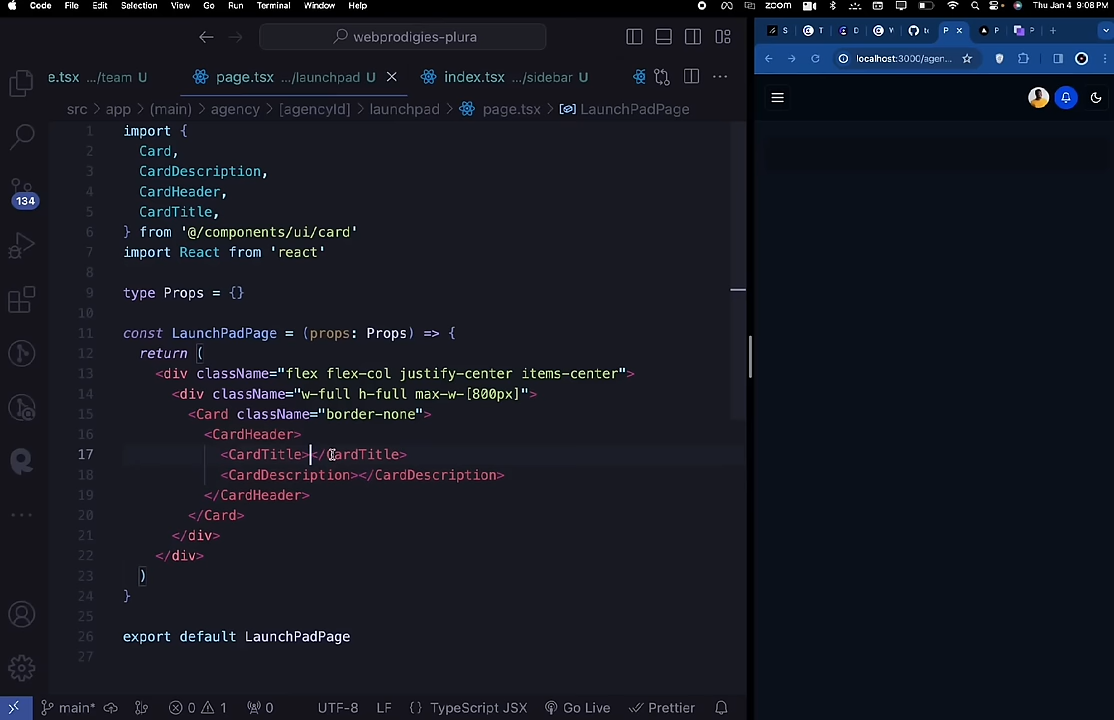 Code File Edit Selection View Go Run Terminal Window Help zoom Thu Jan 4 9:08 PM
webprodigies-plura
S T D W te P P P
localhost:3000/agen...
e.tsx .../team U page.tsx .../launchpad U index.tsx .../sidebar U
src > app > (main) > agency > [agencyId] > launchpad > page.tsx > LaunchPadPage
134
1 import {
2 Card,
3 CardDescription,
4 CardHeader,
5 CardTitle,
6 } from '@/components/ui/card'
7 import React from 'react'
8
9 type Props = {}
10
11 const LaunchPadPage = (props: Props) => {
12 return (
13 <div className="flex flex-col justify-center items-center">
14 <div className="w-full h-full max-w-[800px]">
15 <Card className="border-none">
16 <CardHeader>
17 <CardTitle></CardTitle>
18 <CardDescription></CardDescription>
19 </CardHeader>
20 </Card>
21 </div>
22 </div>
23 )
24 }
25
26 export default LaunchPadPage
27
main* 0 1 0 UTF-8 LF {} TypeScript JSX Go Live Prettier